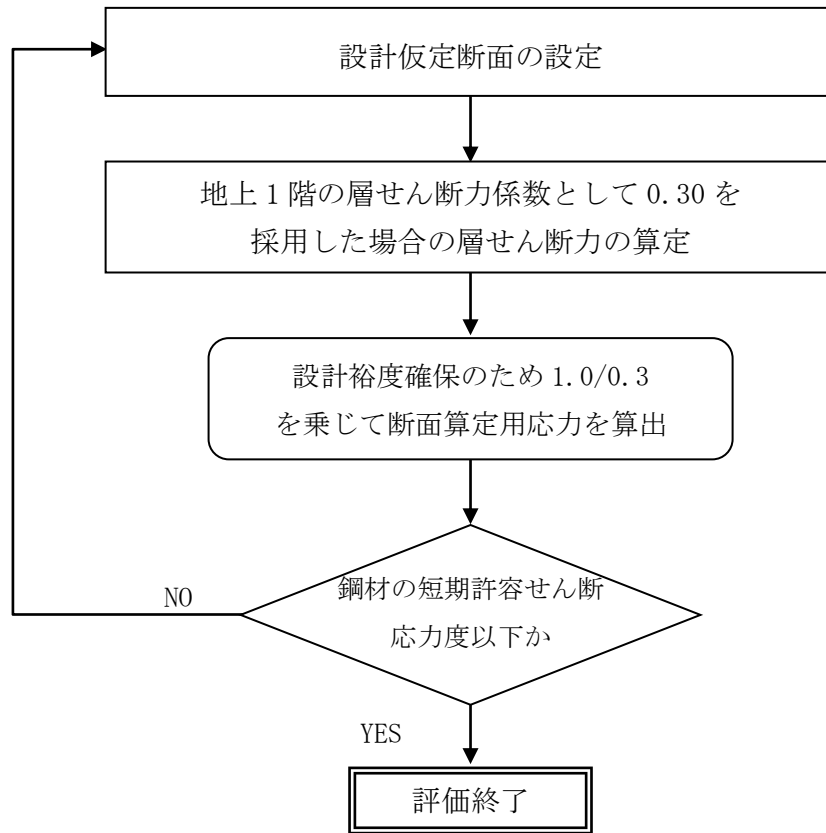 設計仮定断面の設定
地上1階の層せん断力係数として0.30を
採用した場合の層せん断力の算定
設計裕度確保のため1.0/0.3
を乗じて断面算定用応力を算出
鋼材の短期許容せん断
応力度以下か
NO
YES
評価終了